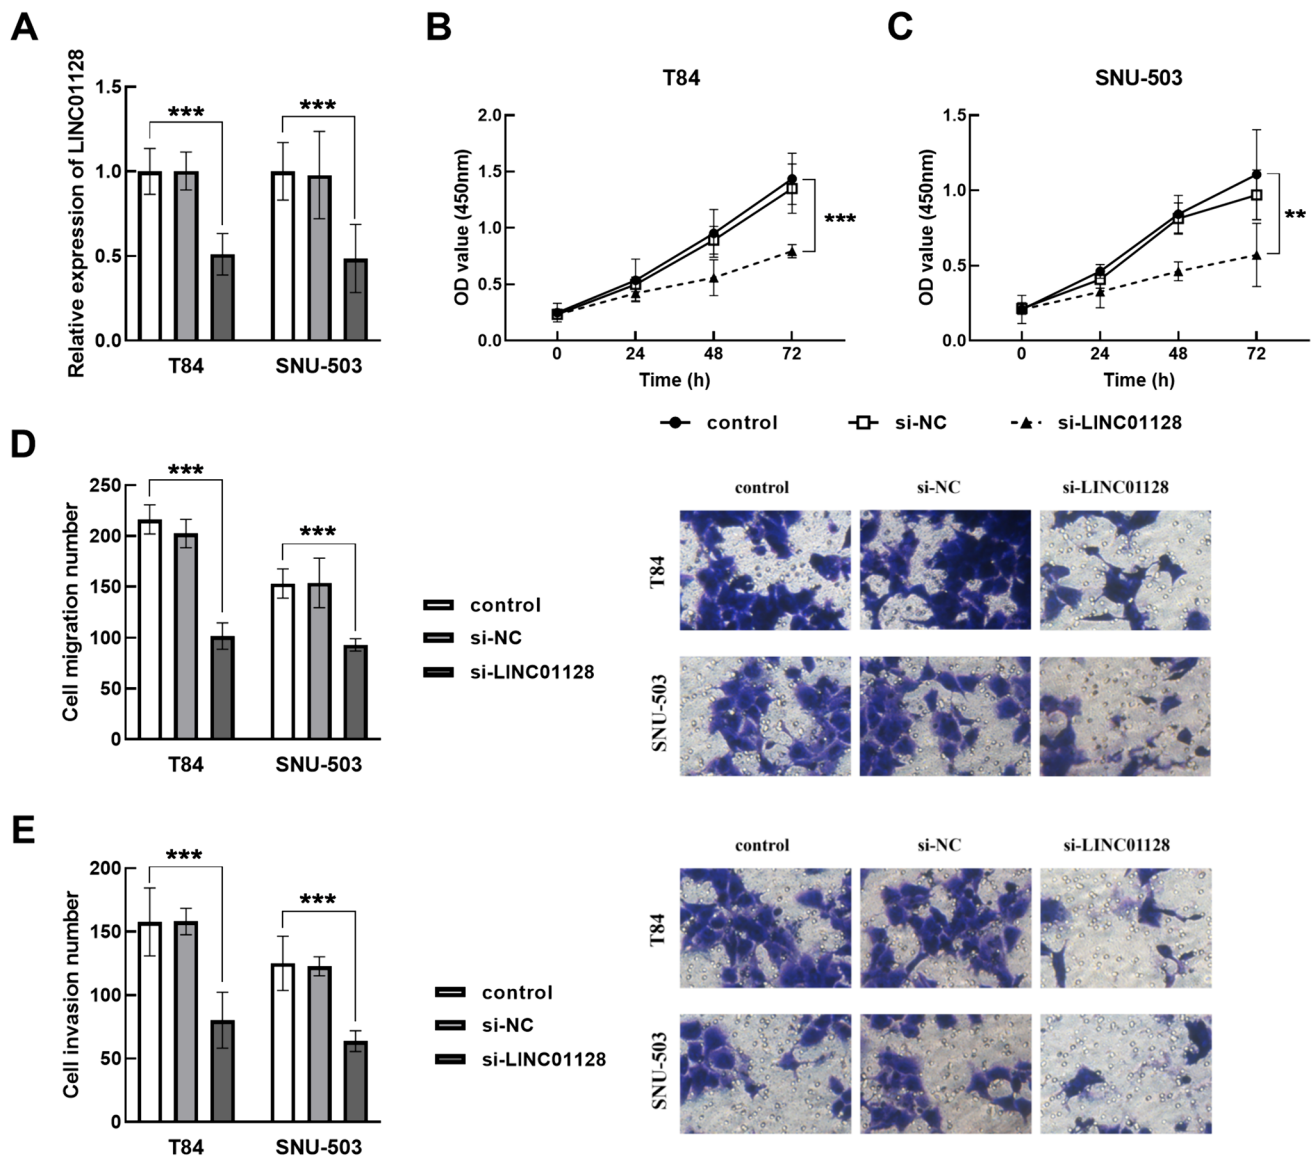 A
Relative expression of LINC01128
1.5
1.0
0.5
0.0
***
***
T84
SNU-503
B
T84
OD value (450nm)
2.0
1.5
1.0
0.5
0.0
***
0
24
48
72
Time (h)
C
SNU-503
OD value (450nm)
1.5
1.0
0.5
0.0
**
0
24
48
72
Time (h)
control
si-NC
si-LINC01128
D
Cell migration number
250
200
150
100
50
0
***
***
T84
SNU-503
control
si-NC
si-LINC01128
control
si-NC
si-LINC01128
T84
SNU-503
E
Cell invasion number
200
150
100
50
0
***
***
T84
SNU-503
control
si-NC
si-LINC01128
control
si-NC
si-LINC01128
T84
SNU-503